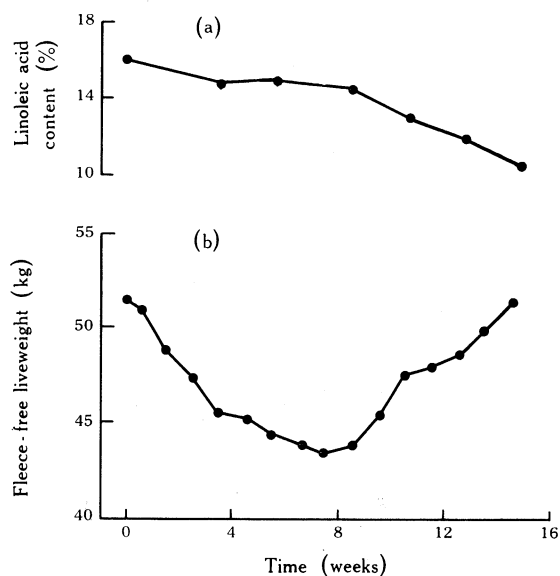 18
(a)
Linoleic acid
content (%)
14
10
55
(b)
Fleece-free liveweight (kg)
50
45
40
0
4
8
12
16
Time (weeks)